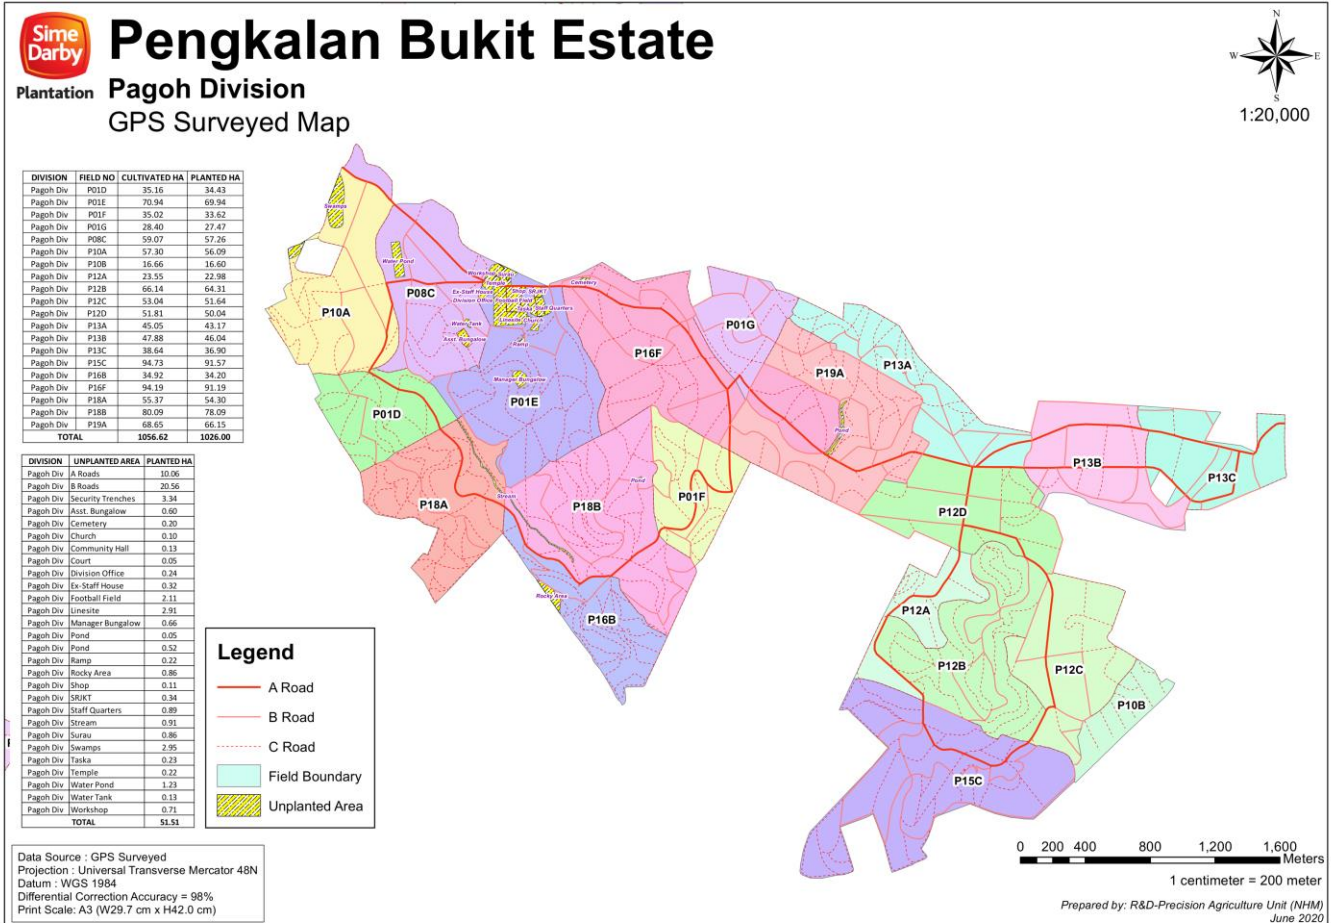 Sime
Darby
Plantation
Pengkalan Bukit Estate
Pagoh Division
GPS Surveyed Map
N
W E
S
1:20,000
DIVISION FIELD NO CULTIVATED HA PLANTED HA
Pagoh Div P01D 35.16 34.43
Pagoh Div P01E 70.94 69.94
Pagoh Div P01F 35.02 33.62
Pagoh Div P01G 28.40 27.47
Pagoh Div P08C 59.07 57.26
Pagoh Div P10A 57.30 56.09
Pagoh Div P10B 16.66 16.60
Pagoh Div P12A 23.55 22.98
Pagoh Div P12B 66.14 64.31
Pagoh Div P12C 53.04 51.64
Pagoh Div P12D 51.81 50.04
Pagoh Div P13A 45.05 43.17
Pagoh Div P13B 47.88 46.04
Pagoh Div P13C 38.64 36.90
Pagoh Div P15C 94.73 91.57
Pagoh Div P16B 34.92 34.20
Pagoh Div P16F 94.19 91.19
Pagoh Div P18A 55.37 54.30
Pagoh Div P18B 80.09 78.09
Pagoh Div P19A 68.65 66.15
TOTAL 1056.62 1026.00
DIVISION UNPLANTED AREA PLANTED HA
Pagoh Div A Roads 10.06
Pagoh Div B Roads 20.56
Pagoh Div Security Trenches 3.34
Pagoh Div Asst. Bungalow 0.60
Pagoh Div Cemetery 0.20
Pagoh Div Church 0.10
Pagoh Div Community Hall 0.13
Pagoh Div Court 0.05
Pagoh Div Division Office 0.24
Pagoh Div Ex-Staff House 0.32
Pagoh Div Football Field 2.11
Pagoh Div Linesite 2.91
Pagoh Div Manager Bungalow 0.66
Pagoh Div Pond 0.05
Pagoh Div Pond 0.52
Pagoh Div Ramp 0.22
Pagoh Div Rocky Area 0.86
Pagoh Div Shop 0.11
Pagoh Div SRJKT 0.34
Pagoh Div Staff Quarters 0.89
Pagoh Div Stream 0.91
Pagoh Div Surau 0.86
Pagoh Div Swamps 2.95
Pagoh Div Taska 0.23
Pagoh Div Temple 0.22
Pagoh Div Water Pond 1.23
Pagoh Div Water Tank 0.13
Pagoh Div Workshop 0.71
TOTAL 51.51
Swamps
Water Pond
Workshop Surau
Temple
Cemetery
Ex-Staff House Shop SRJKT
Division Office Football Field
Taska Staff Quarters
Linesite Church
Water Tank
Asst. Bungalow
Ramp
Manager Bungalow
P10A
P08C
P01G
P16F
P19A
P13A
P01E
P01D
Pond
P13B
P13C
Pond
Stream
P18A
P18B
P01F
P12D
Rocky Area
P16B
P12A
P12B
P12C
P10B
P15C
Legend
A Road
B Road
C Road
Field Boundary
Unplanted Area
Data Source : GPS Surveyed
Projection : Universal Transverse Mercator 48N
Datum : WGS 1984
Differential Correction Accuracy = 98%
Print Scale: A3 (W29.7 cm x H42.0 cm)
0 200 400 800 1,200 1,600
Meters
1 centimeter = 200 meter
Prepared by: R&D-Precision Agriculture Unit (NHM)
June 2020